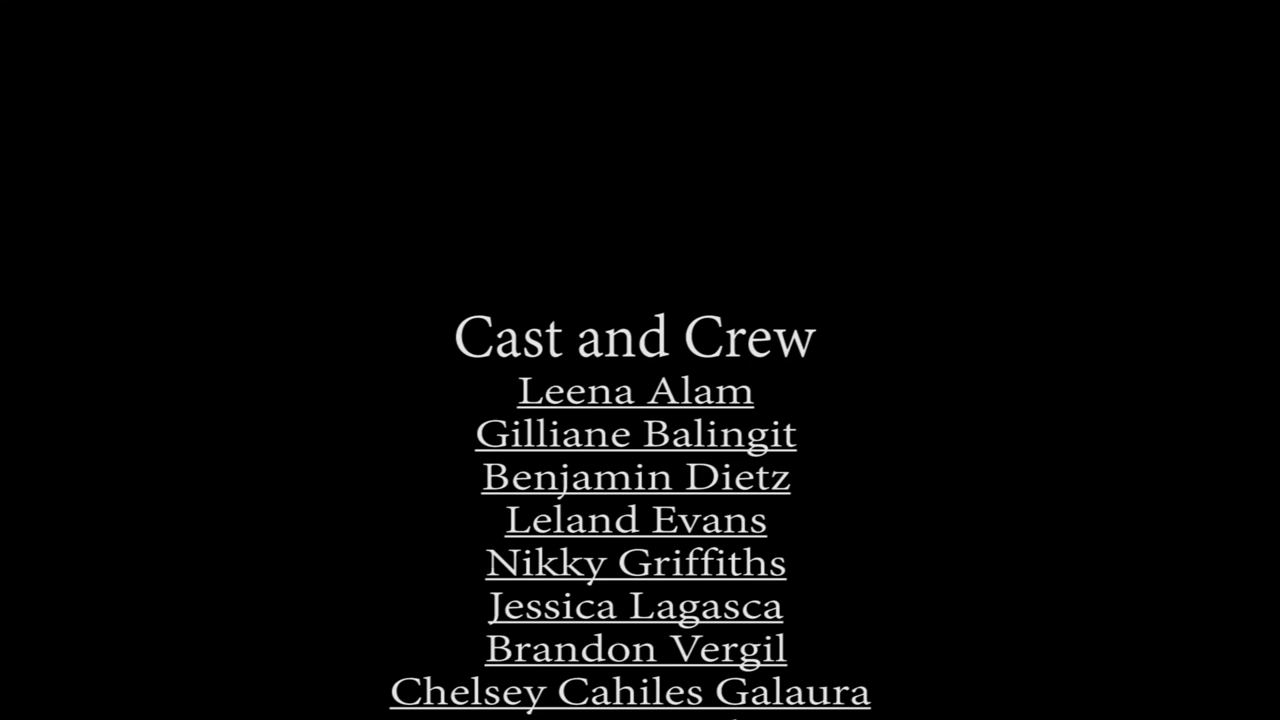 Cast and Crew
Leena Alam
Gilliane Balingit
Benjamin Dietz
Leland Evans
Nikky Griffiths
Jessica Lagasca
Brandon Vergil
Chelsey Cahiles Galaura